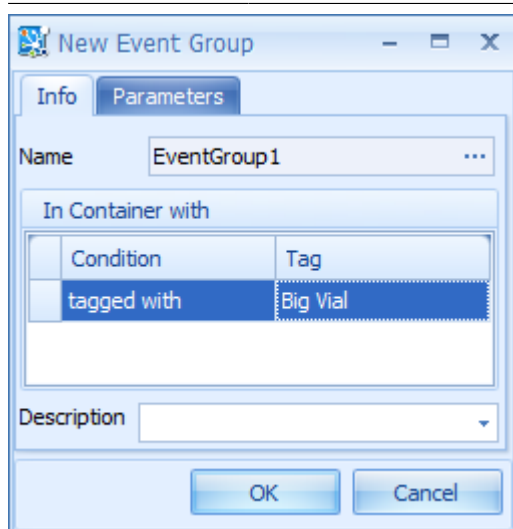 New Event Group
Info Parameters
Name EventGroup1 ...
In Container with
Condition Tag
tagged with Big Vial
Description
OK Cancel